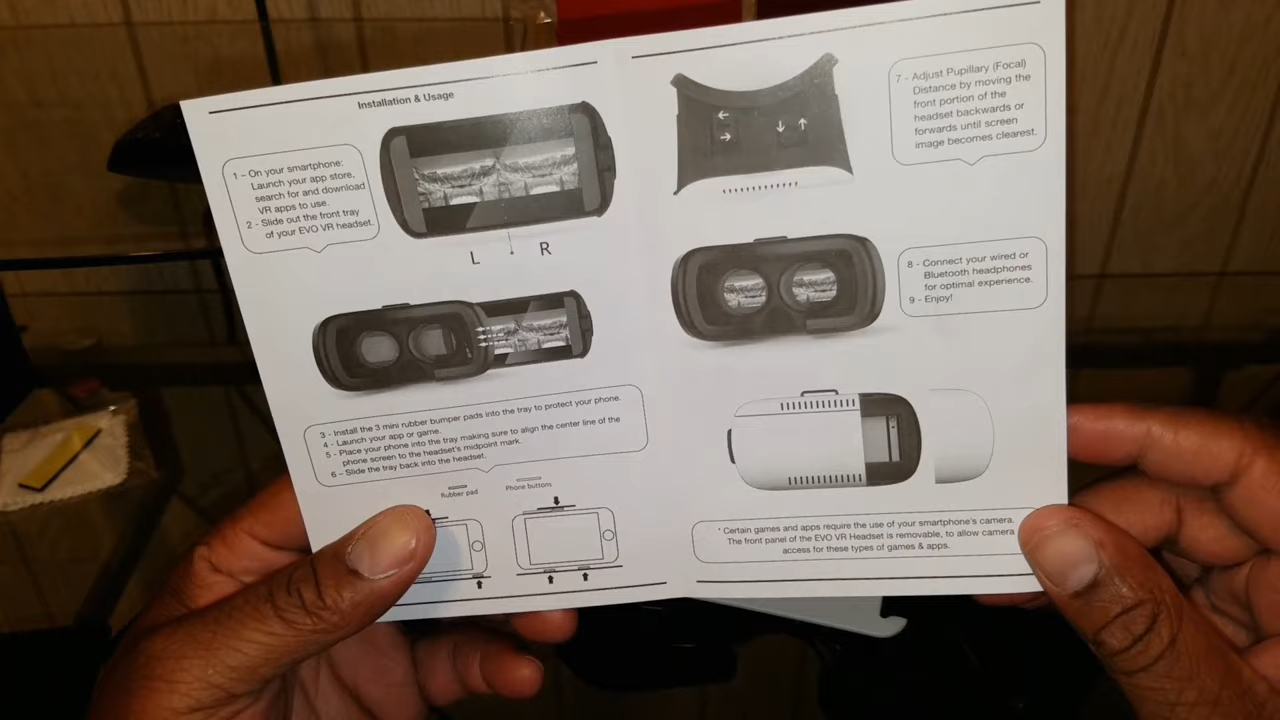 Installation & Usage
1 – On your smartphone:
Launch your app store,
search for and download
VR apps to use.
2 - Slide out the front tray
of your EVO VR headset.
L R
3 - Install the 3 mini rubber bumper pads into the tray to protect your phone.
4 - Launch your app or game.
5 - Place your phone into the tray making sure to align the center line of the
phone screen to the headset's midpoint mark.
6 – Slide the tray back into the headset.
Rubber pad
Phone buttons
7 - Adjust Pupillary (Focal)
Distance by moving the
front portion of the
headset backwards or
forwards until screen
image becomes clearest.
8 - Connect your wired or
Bluetooth headphones
for optimal experience.
9 - Enjoy!
* Certain games and apps require the use of your smartphone's camera.
The front panel of the EVO VR Headset is removable, to allow camera
access for these types of games & apps.